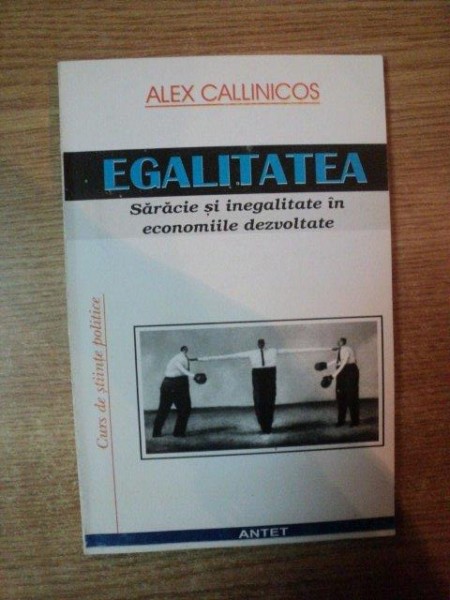 ALEX CALLINICOS
EGALITATEA
Sărăcie și inegalitate în
economiile dezvoltate
Curs de științe politice
ANTET